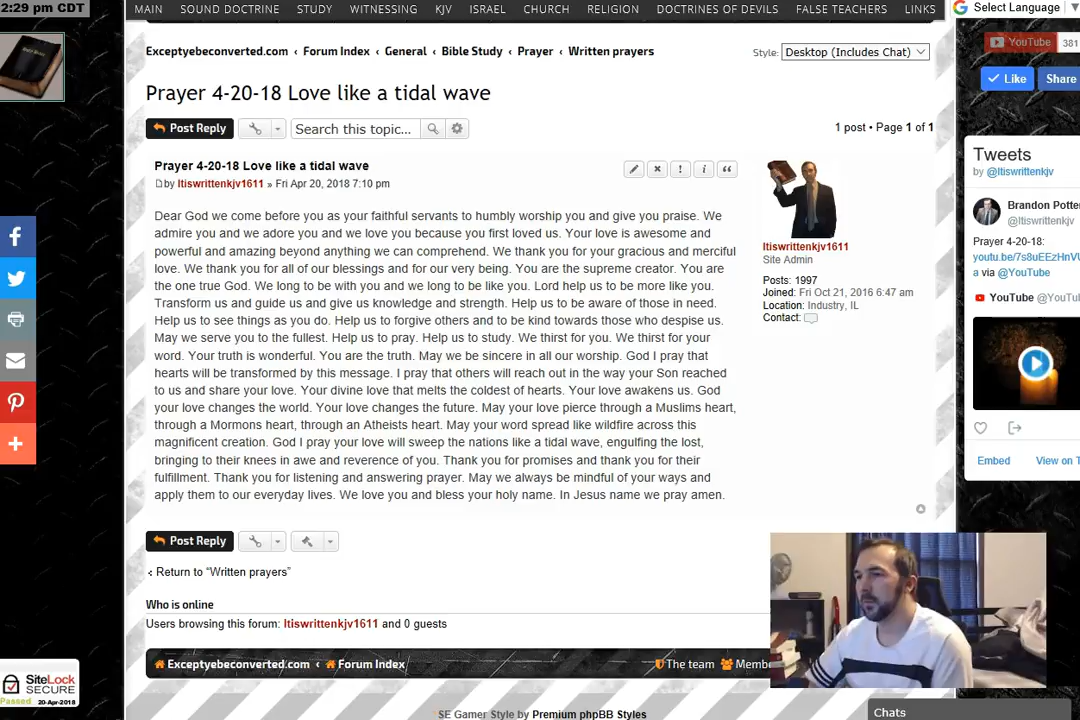 2:29 pm CDT
MAIN SOUND DOCTRINE STUDY WITNESSING KJV ISRAEL CHURCH RELIGION DOCTRINES OF DEVILS FALSE TEACHERS LINKS
Select Language
Exceptyebeconverted.com ‹ Forum Index ‹ General ‹ Bible Study ‹ Prayer ‹ Written prayers
Style: Desktop (Includes Chat)
YouTube 381
Like Share
Prayer 4-20-18 Love like a tidal wave
Post Reply
Search this topic...
1 post • Page 1 of 1
Prayer 4-20-18 Love like a tidal wave
by Itiswrittenkjv1611 » Fri Apr 20, 2018 7:10 pm
Dear God we come before you as your faithful servants to humbly worship you and give you praise. We
admire you and we adore you and we love you because you first loved us. Your love is awesome and
powerful and amazing beyond anything we can comprehend. We thank you for your gracious and merciful
love. We thank you for all of our blessings and for our very being. You are the supreme creator. You are
the one true God. We long to be with you and we long to be like you. Lord help us to be more like you.
Transform us and guide us and give us knowledge and strength. Help us to be aware of those in need.
Help us to see things as you do. Help us to forgive others and to be kind towards those who despise us.
May we serve you to the fullest. Help us to pray. Help us to study. We thirst for you. We thirst for your
word. Your truth is wonderful. You are the truth. May we be sincere in all our worship. God I pray that
hearts will be transformed by this message. I pray that others will reach out in the way your Son reached
to us and share your love. Your divine love that melts the coldest of hearts. Your love awakens us. God
your love changes the world. Your love changes the future. May your love pierce through a Muslims heart,
through a Mormons heart, through an Atheists heart. May your word spread like wildfire across this
magnificent creation. God I pray your love will sweep the nations like a tidal wave, engulfing the lost,
bringing to their knees in awe and reverence of you. Thank you for promises and thank you for their
fulfillment. Thank you for listening and answering prayer. May we always be mindful of your ways and
apply them to our everyday lives. We love you and bless your holy name. In Jesus name we pray amen.
Itiswrittenkjv1611
Site Admin
Posts: 1997
Joined: Fri Oct 21, 2016 6:47 am
Location: Industry, IL
Contact:
Tweets
by @Itiswrittenkjv
Brandon Potte
@Itiswrittenkjv
Prayer 4-20-18:
youtu.be/7s8uEEzHnV
a via @YouTube
YouTube @YouTu
Embed View on T
Post Reply
‹ Return to “Written prayers”
Who is online
Users browsing this forum: Itiswrittenkjv1611 and 0 guests
Exceptyebeconverted.com ‹ Forum Index
The team Membe
SiteLock
SECURE
Passed 20-Apr-2018
Chats
SE Gamer Style by Premium phpBB Styles